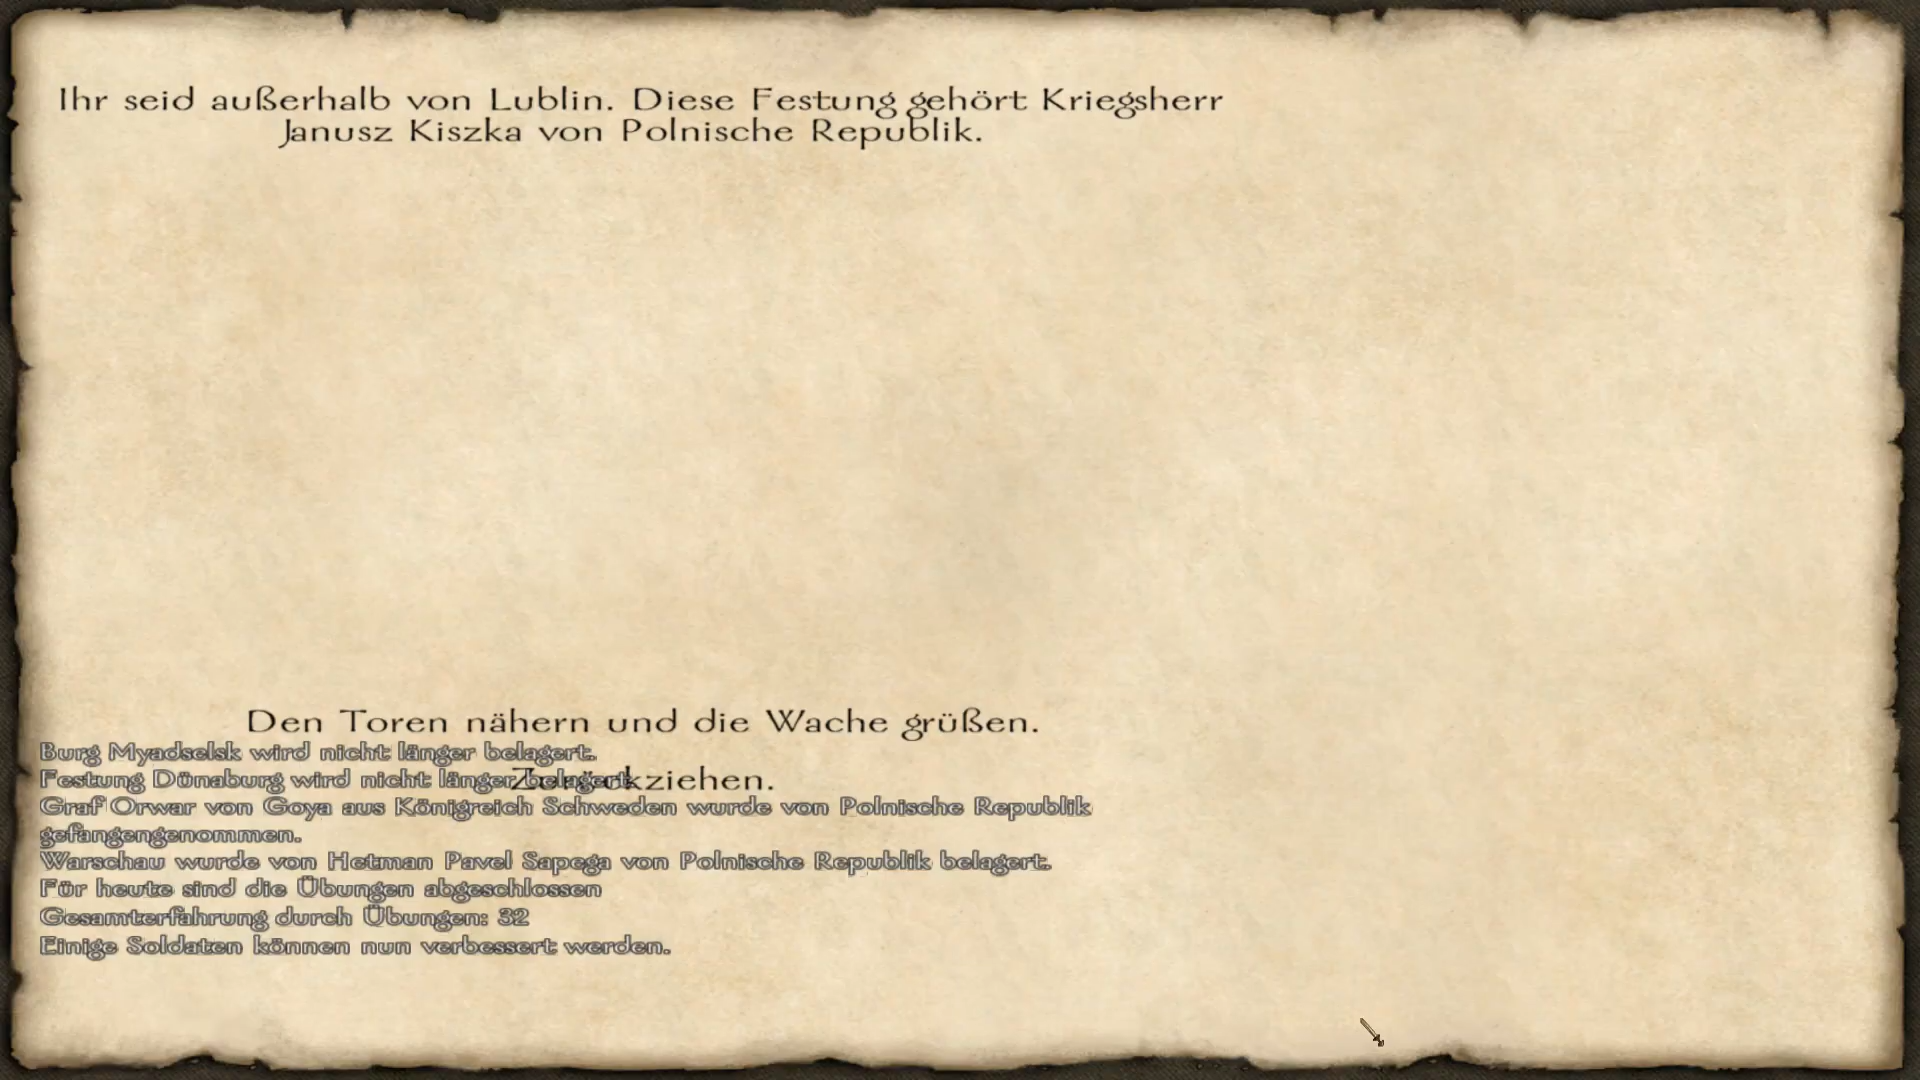 Ihr seid außerhalb von Lublin. Diese Festung gehört Kriegsherr
Janusz Kiszka von Polnische Republik.
Den Toren nähern und die Wache grüßen.
Burg Myadselsk wird nicht länger belagert.
Festung Dünaburg wird nicht länger belagert.
Zurückziehen.
Graf Orwar von Goya aus Königreich Schweden wurde von Polnische Republik
gefangengenommen.
Warschau wurde von Hetman Pavel Sapega von Polnische Republik belagert.
Für heute sind die Übungen abgeschlossen
Gesamterfahrung durch Übungen: 32
Einige Soldaten können nun verbessert werden.